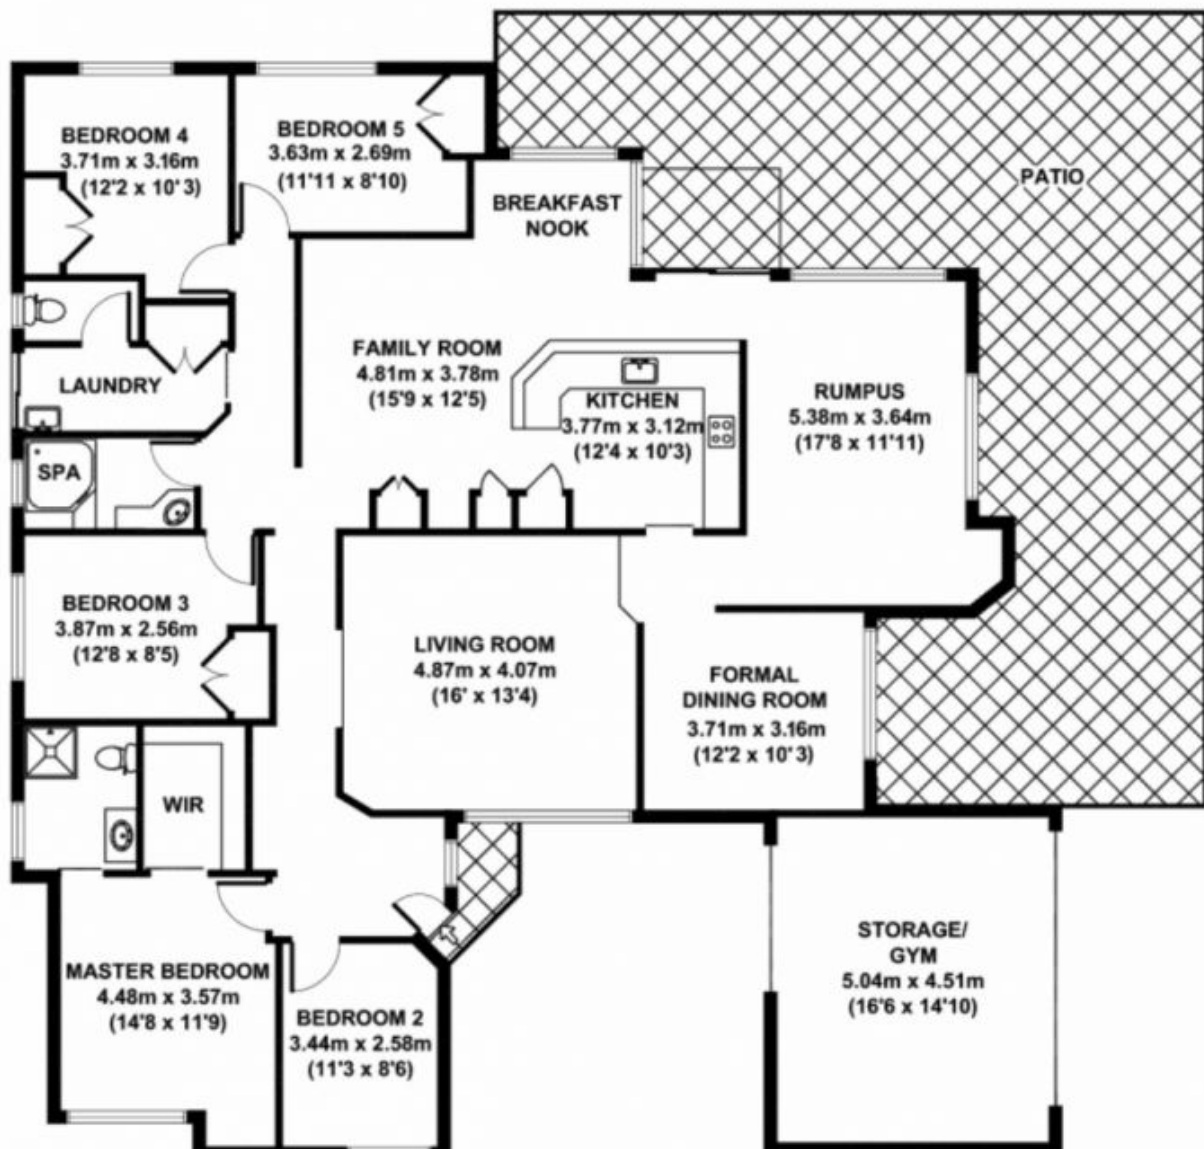 BEDROOM 4
3.71m x 3.16m
(12'2 x 10'3)
BEDROOM 5
3.63m x 2.69m
(11'11 x 8'10)
BREAKFAST
NOOK
PATIO
FAMILY ROOM
4.81m x 3.78m
(15'9 x 12'5)
KITCHEN
3.77m x 3.12m
(12'4 x 10'3)
RUMPUS
5.38m x 3.64m
(17'8 x 11'11)
LAUNDRY
SPA
BEDROOM 3
3.87m x 2.56m
(12'8 x 8'5)
LIVING ROOM
4.87m x 4.07m
(16' x 13'4)
FORMAL
DINING ROOM
3.71m x 3.16m
(12'2 x 10'3)
WIR
MASTER BEDROOM
4.48m x 3.57m
(14'8 x 11'9)
BEDROOM 2
3.44m x 2.58m
(11'3 x 8'6)
STORAGE/
GYM
5.04m x 4.51m
(16'6 x 14'10)